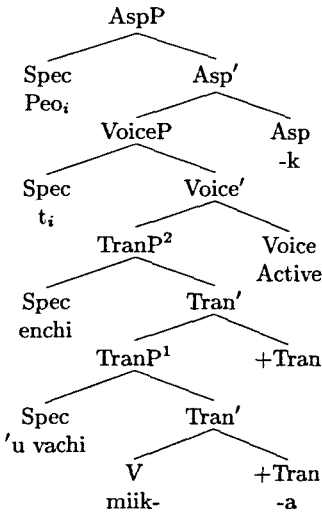 AspP
Spec Asp′
Peoᵢ
VoiceP Asp
-k
Spec Voice′
tᵢ
TranP² Voice
Active
Spec Tran′
enchi
TranP¹ +Tran
Spec Tran′
'u vachi
V +Tran
miik- -a